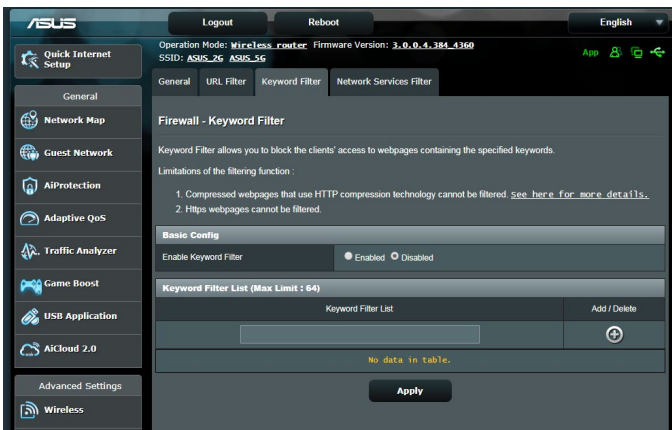 ASUS
Logout
Reboot
English
Quick Internet
Setup
Operation Mode: Wireless router Firmware Version: 3.0.0.4.384_4360
SSID: ASUS_2G ASUS_5G
App
General
URL Filter
Keyword Filter
Network Services Filter
General
Network Map
Guest Network
AiProtection
Adaptive QoS
Traffic Analyzer
Game Boost
USB Application
AiCloud 2.0
Advanced Settings
Wireless
Firewall - Keyword Filter
Keyword Filter allows you to block the clients' access to webpages containing the specified keywords.
Limitations of the filtering function :
1. Compressed webpages that use HTTP compression technology cannot be filtered. See here for more details.
2. Https webpages cannot be filtered.
Basic Config
Enable Keyword Filter
Enabled Disabled
Keyword Filter List (Max Limit : 64)
Keyword Filter List
Add / Delete
No data in table.
Apply